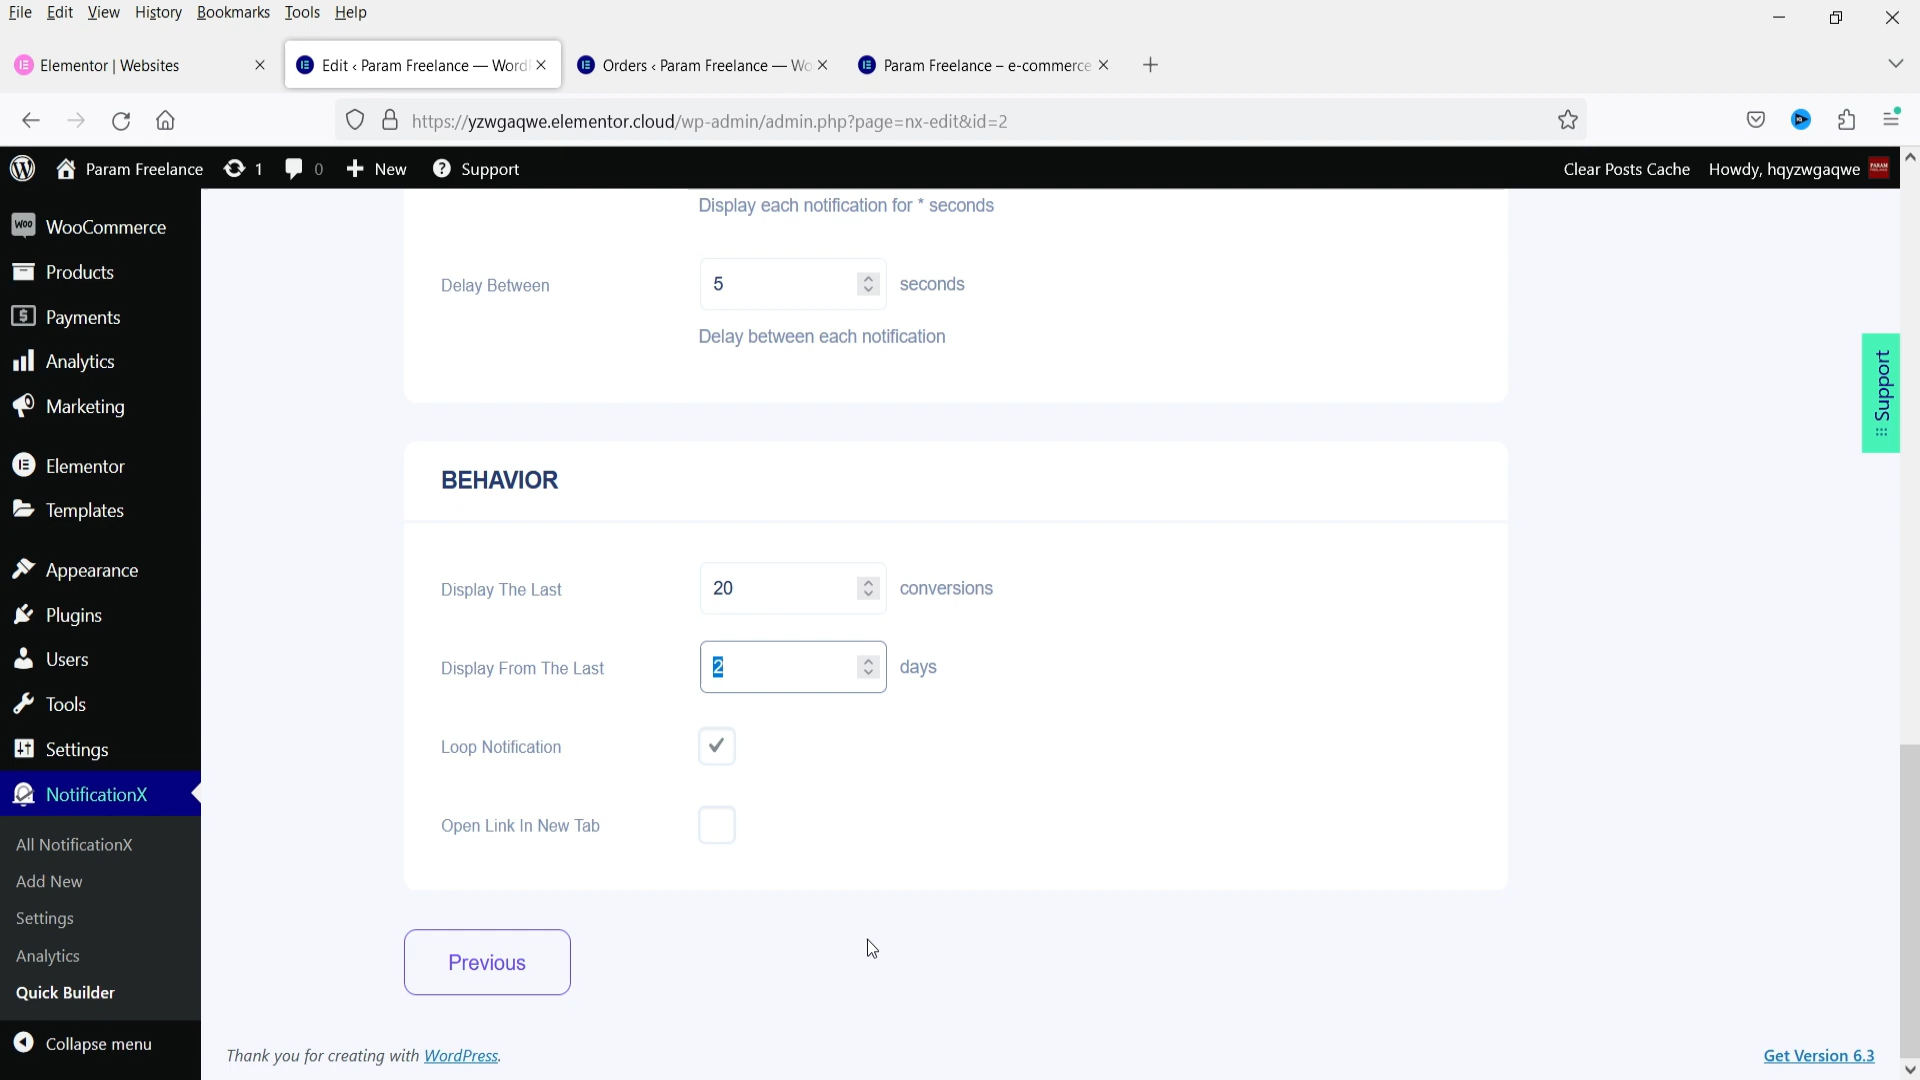 File Edit View History Bookmarks Tools Help
Elementor | Websites
Edit ‹ Param Freelance — Word
Orders ‹ Param Freelance — Wo
Param Freelance – e-commerce
https://yzwgaqwe.elementor.cloud/wp-admin/admin.php?page=nx-edit&id=2
Param Freelance 1 0 New Support Clear Posts Cache Howdy, hqyzwgaqwe
WooCommerce
Products
Payments
Analytics
Marketing
Elementor
Templates
Appearance
Plugins
Users
Tools
Settings
NotificationX
All NotificationX
Add New
Settings
Analytics
Quick Builder
Collapse menu
Display each notification for * seconds
Delay Between 5 seconds
Delay between each notification
BEHAVIOR
Display The Last 20 conversions
Display From The Last 2 days
Loop Notification
Open Link In New Tab
Previous
Support
Thank you for creating with WordPress.
Get Version 6.3